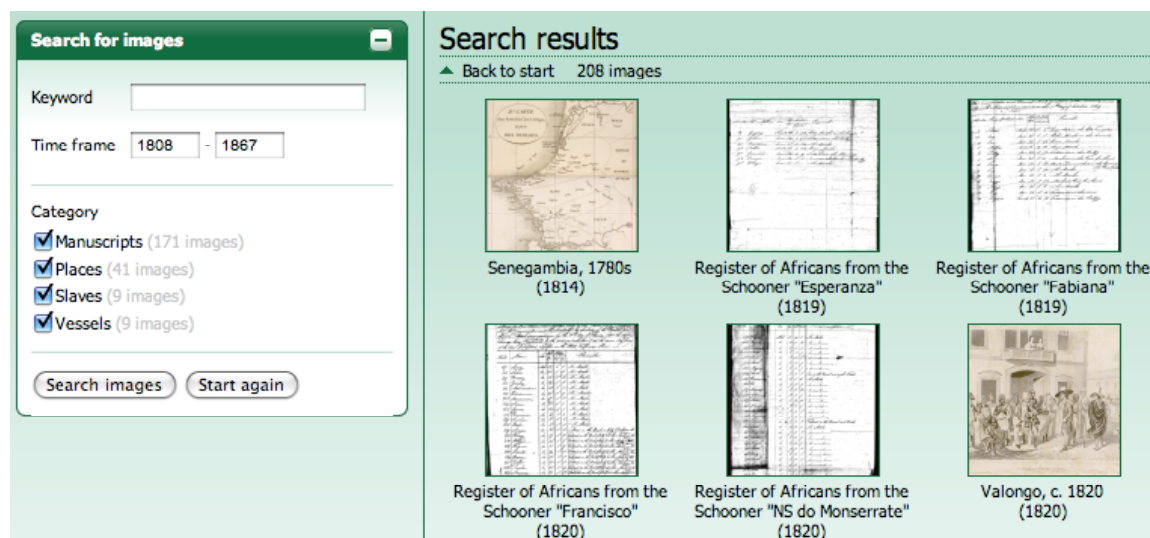 Search for images
Keyword
Time frame 1808 - 1867
Category
Manuscripts (171 images)
Places (41 images)
Slaves (9 images)
Vessels (9 images)
Search images Start again
Search results
Back to start 208 images
Senegambia, 1780s
(1814)
Register of Africans from the
Schooner "Esperanza"
(1819)
Register of Africans from the
Schooner "Fabiana"
(1819)
Register of Africans from the
Schooner "Francisco"
(1820)
Register of Africans from the
Schooner "NS do Monserrate"
(1820)
Valongo, c. 1820
(1820)